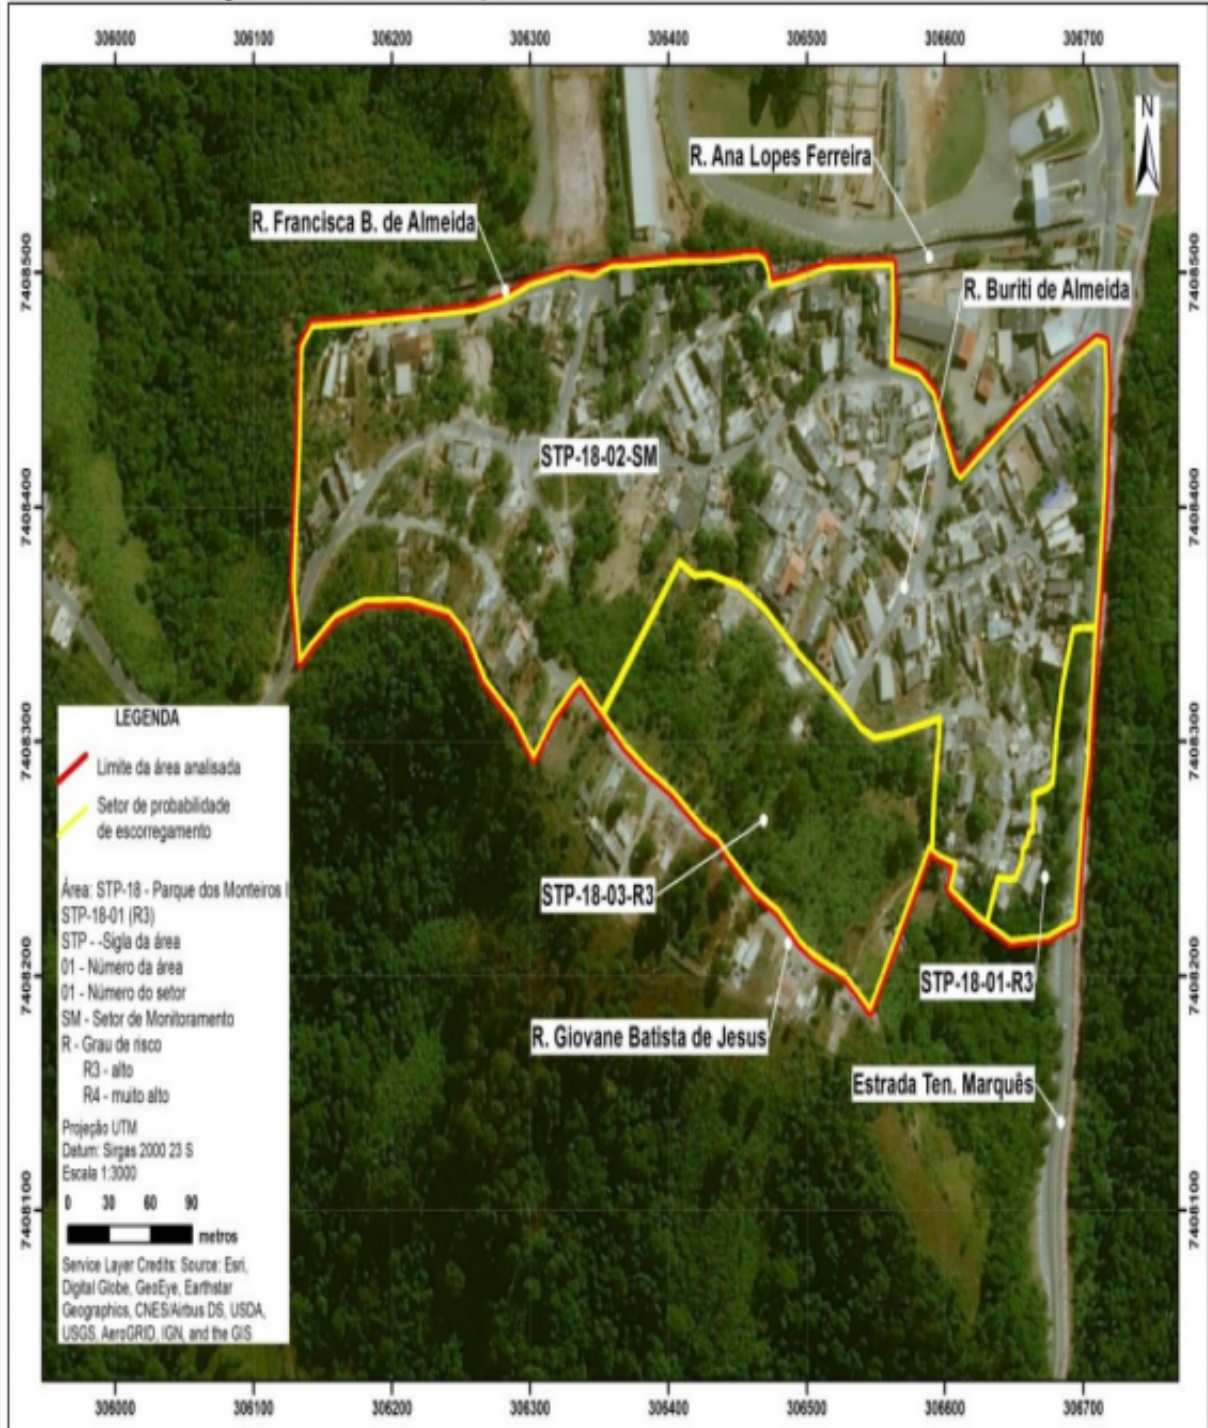 306000 306100 306200 306300 306400 306500 306600 306700
N
R. Ana Lopes Ferreira
R. Francisca B. de Almeida
7408500
7408500
R. Buriti de Almeida
STP-18-02-SM
7408400
7408400
7408300
7408300
LEGENDA
Limite da área analisada
Setor de probabilidade
de escorregamento
Área: STP-18 - Parque dos Monteiros I
STP-18-01 (R3)
STP - -Sigla da área
01 - Número da área
01 - Número do setor
SM - Setor de Monitoramento
R - Grau de risco
R3 - alto
R4 - muito alto
Projeção UTM
Datum: Sirgas 2000 23 S
Escala 1:3000
0 30 60 90
metros
Service Layer Credits: Source: Esri,
Digital Globe, GeoEye, Earthstar
Geographics, CNES/Airbus DS, USDA,
USGS, AeroGRID, IGN, and the GIS
STP-18-03-R3
STP-18-01-R3
7408200
7408200
R. Giovane Batista de Jesus
Estrada Ten. Marquês
7408100
7408100
306000 306100 306200 306300 306400 306500 306600 306700